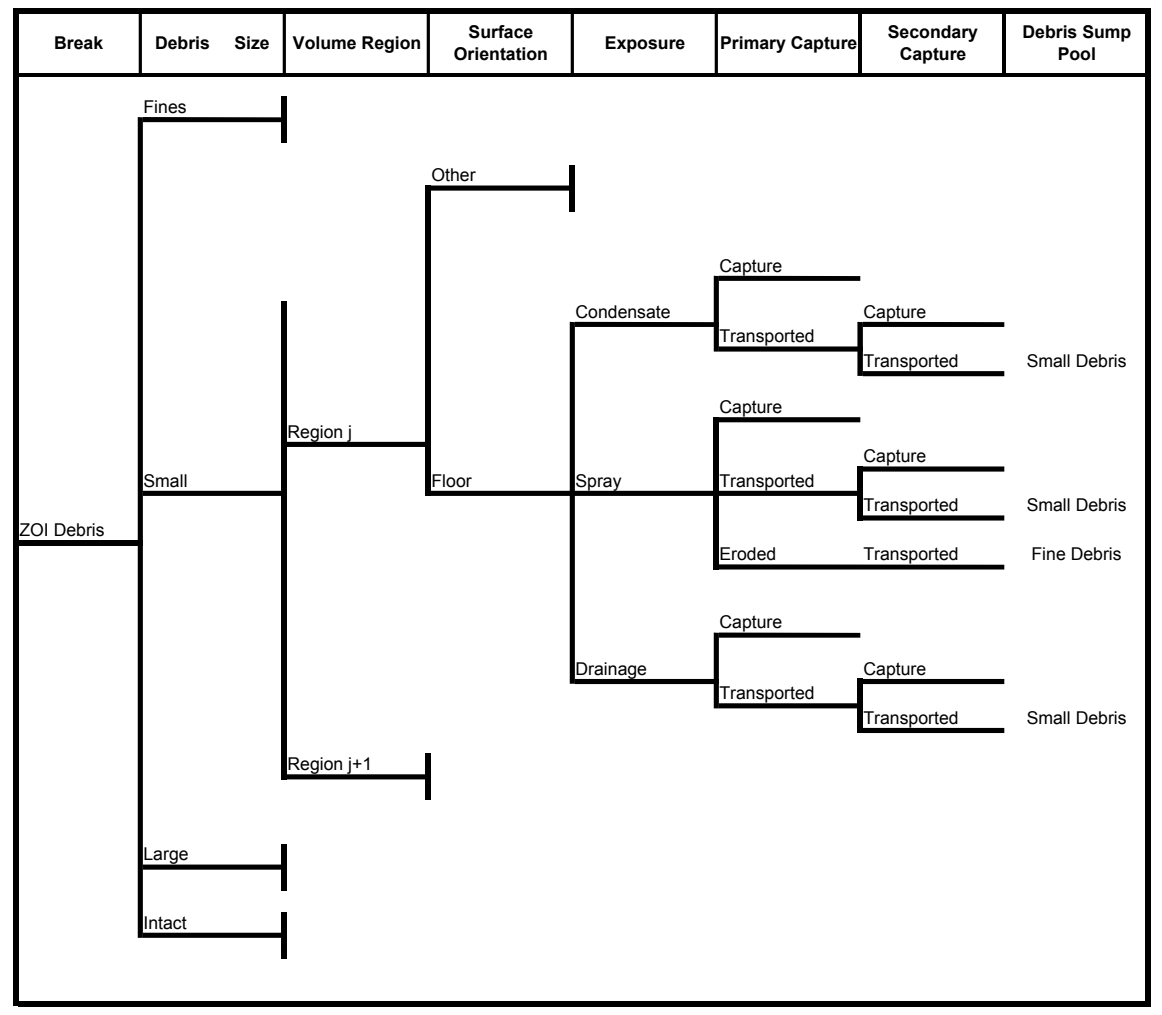 Break Debris Size Volume Region Surface Orientation Exposure Primary Capture Secondary Capture Debris Sump Pool
Fines
Other
Capture
Condensate Capture
Transported
Transported Small Debris
Capture
Region j
Capture
Small Floor Spray Transported
Transported Small Debris
ZOI Debris
Eroded Transported Fine Debris
Capture
Drainage Capture
Transported
Transported Small Debris
Region j+1
Large
Intact